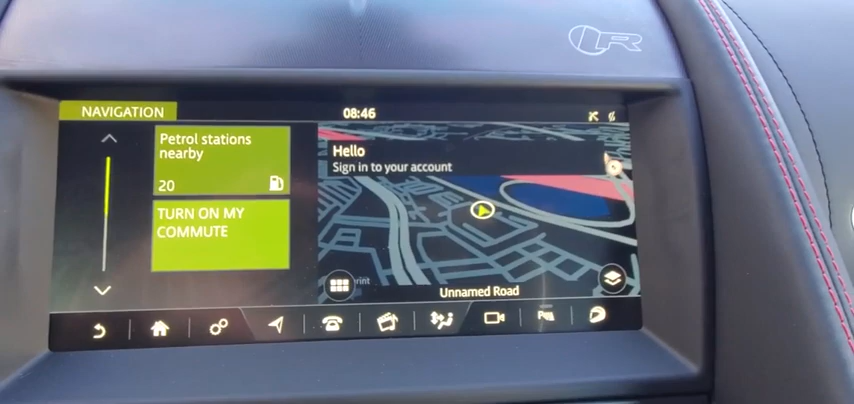 R
NAVIGATION
08:46
Petrol stations
nearby
20
Hello
Sign in to your account
TURN ON MY
COMMUTE
rint
Unnamed Road